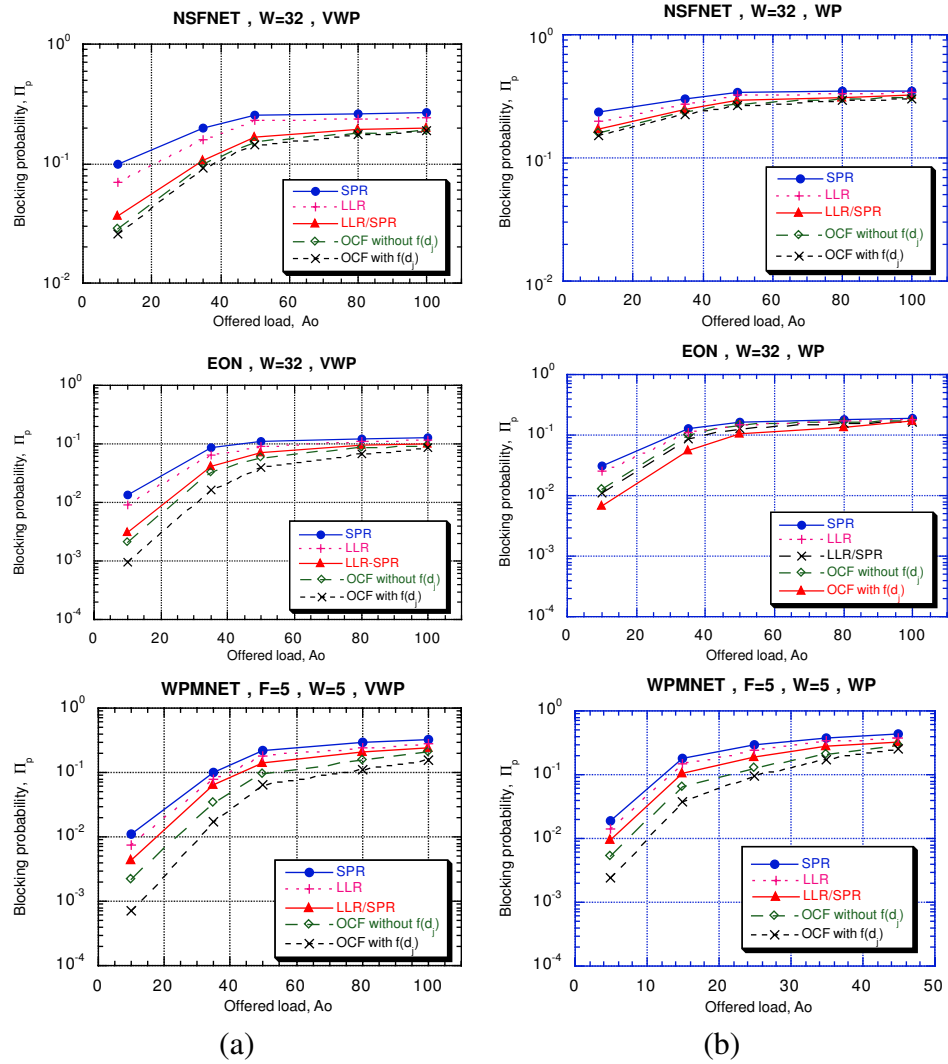 NSFNET , W=32 , VWP
Blocking probability, Π_p
10^0
10^-1
10^-2
SPR
LLR
LLR/SPR
OCF without f(d_j)
OCF with f(d_j)
0 20 40 60 80 100
Offered load, Ao
NSFNET , W=32 , WP
Blocking probability, Π_p
10^0
10^-1
10^-2
SPR
LLR
LLR/SPR
OCF without f(d_j)
OCF with f(d_j)
0 20 40 60 80 100
Offered load, Ao
EON , W=32 , VWP
Blocking probability, Π_p
10^0
10^-1
10^-2
10^-3
10^-4
SPR
LLR
LLR-SPR
OCF without f(d_j)
OCF with f(d_j)
0 20 40 60 80 100
Offered load, Ao
EON , W=32 , WP
Blocking probability, Π_p
10^0
10^-1
10^-2
10^-3
10^-4
SPR
LLR
LLR/SPR
OCF without f(d_j)
OCF with f(d_j)
0 20 40 60 80 100
Offered load, Ao
WPMNET , F=5 , W=5 , VWP
Blocking probability, Π_p
10^0
10^-1
10^-2
10^-3
10^-4
SPR
LLR
LLR/SPR
OCF without f(d_j)
OCF with f(d_j)
0 20 40 60 80 100
Offered load, Ao
WPMNET , F=5 , W=5 , WP
Blocking probability, Π_p
10^0
10^-1
10^-2
10^-3
10^-4
SPR
LLR
LLR/SPR
OCF without f(d_j)
OCF with f(d_j)
0 10 20 30 40 50
Offered load, Ao
(a)
(b)